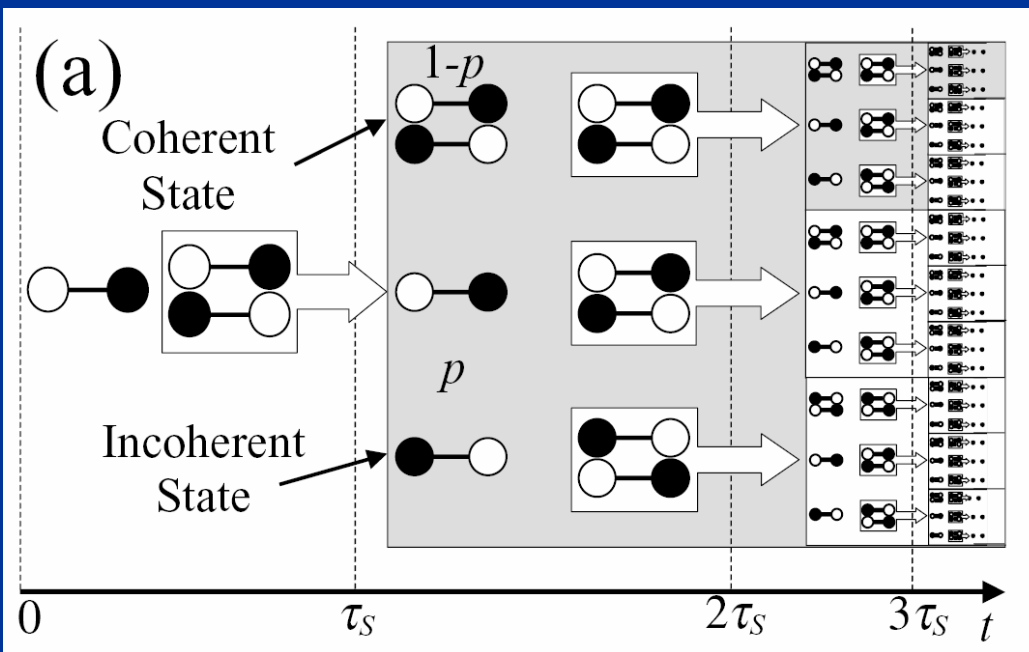 (a)
1-p
Coherent
State
p
Incoherent
State
0
τS
2τS
3τS
t